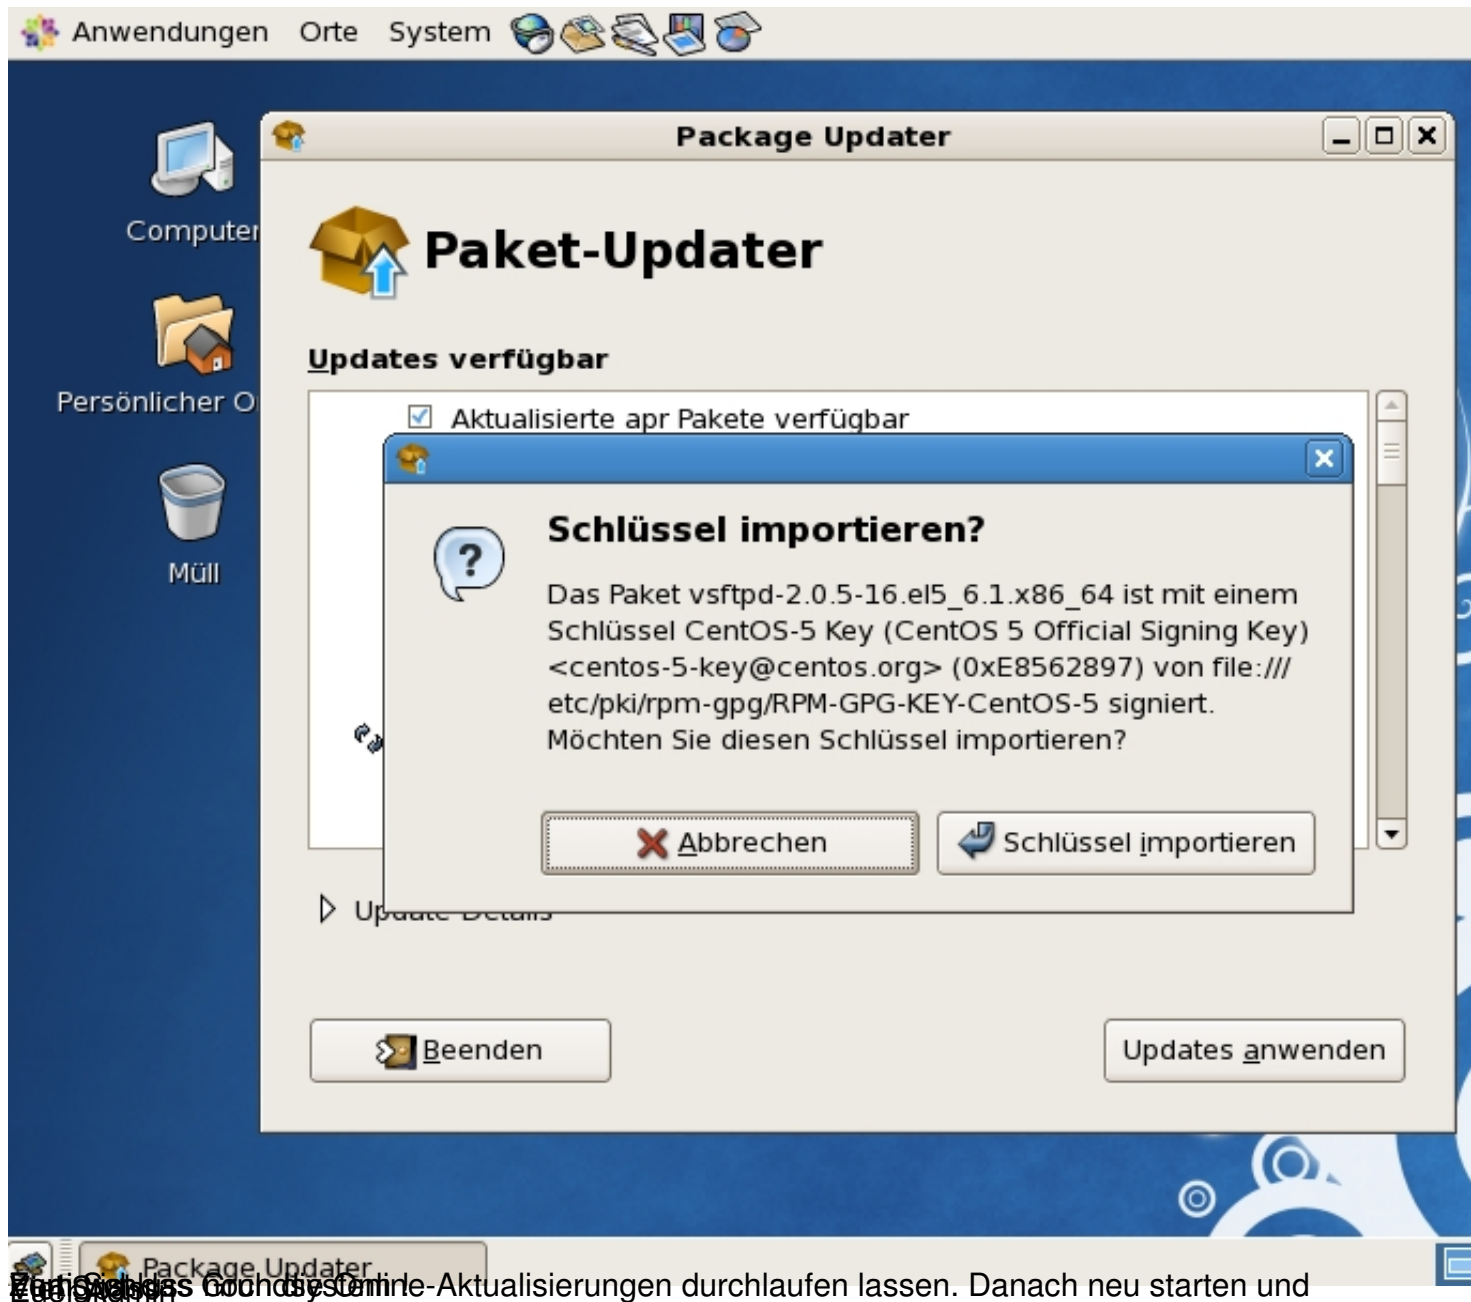 Anwendungen Orte System
Package Updater
Computer
Paket-Updater
Updates verfügbar
Persönlicher O
Aktualisierte apr Pakete verfügbar
Müll
Schlüssel importieren?
Das Paket vsftpd-2.0.5-16.el5_6.1.x86_64 ist mit einem
Schlüssel CentOS-5 Key (CentOS 5 Official Signing Key)
<centos-5-key@centos.org> (0xE8562897) von file:///
etc/pki/rpm-gpg/RPM-GPG-KEY-CentOS-5 signiert.
Möchten Sie diesen Schlüssel importieren?
Abbrechen Schlüssel importieren
Update Details
Beenden Updates anwenden
Package Updater
-Aktualisierungen durchlaufen lassen. Danach neu starten und